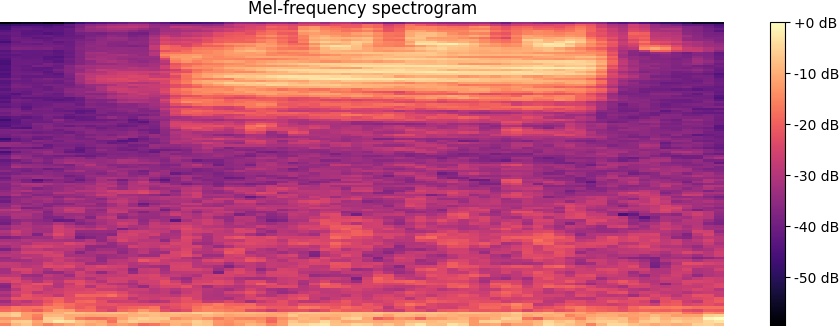 Mel-frequency spectrogram
+0 dB
-10 dB
-20 dB
-30 dB
-40 dB
-50 dB